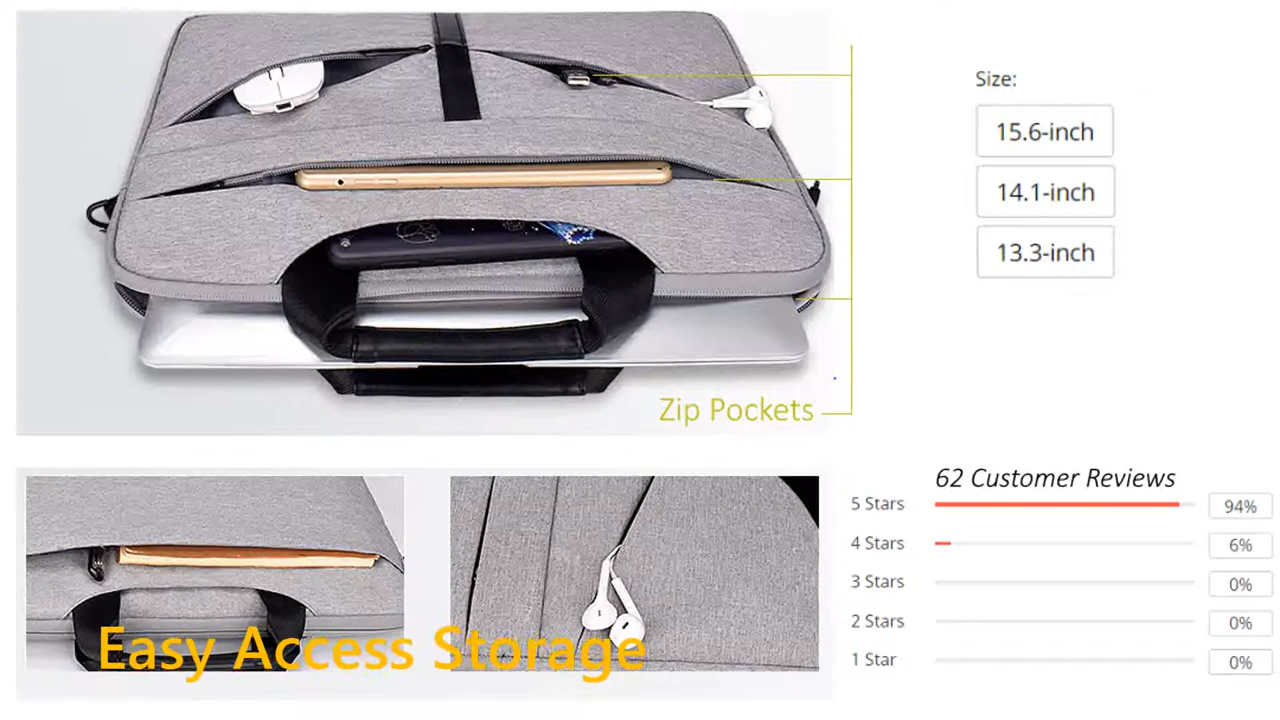 Size:
15.6-inch
14.1-inch
13.3-inch
Zip Pockets
62 Customer Reviews
5 Stars 94%
4 Stars 6%
3 Stars 0%
2 Stars 0%
1 Star 0%
Easy Access Storage